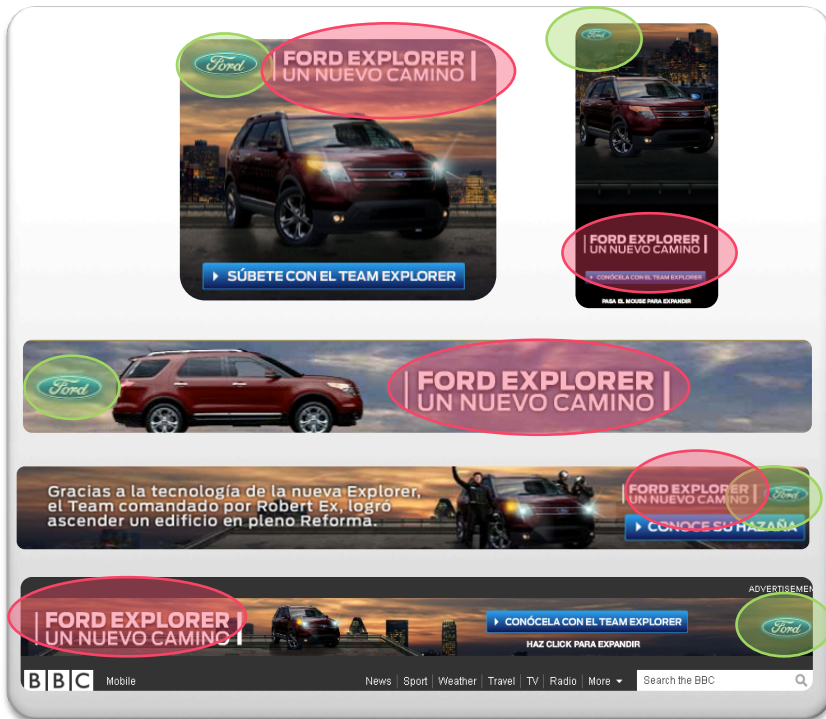 Ford
FORD EXPLORER
UN NUEVO CAMINO
SÚBETE CON EL TEAM EXPLORER
Ford
FORD EXPLORER
UN NUEVO CAMINO
CONÓCELA CON EL TEAM EXPLORER
PASA EL MOUSE PARA EXPANDIR
Ford
FORD EXPLORER
UN NUEVO CAMINO
Gracias a la tecnología de la nueva Explorer,
el Team comandado por Robert Ex, logró
ascender un edificio en pleno Reforma.
FORD EXPLORER
UN NUEVO CAMINO
Ford
CONOCE SU HAZAÑA
ADVERTISEMEN
FORD EXPLORER
UN NUEVO CAMINO
CONÓCELA CON EL TEAM EXPLORER
HAZ CLICK PARA EXPANDIR
Ford
BBC Mobile News Sport Weather Travel TV Radio More Search the BBC